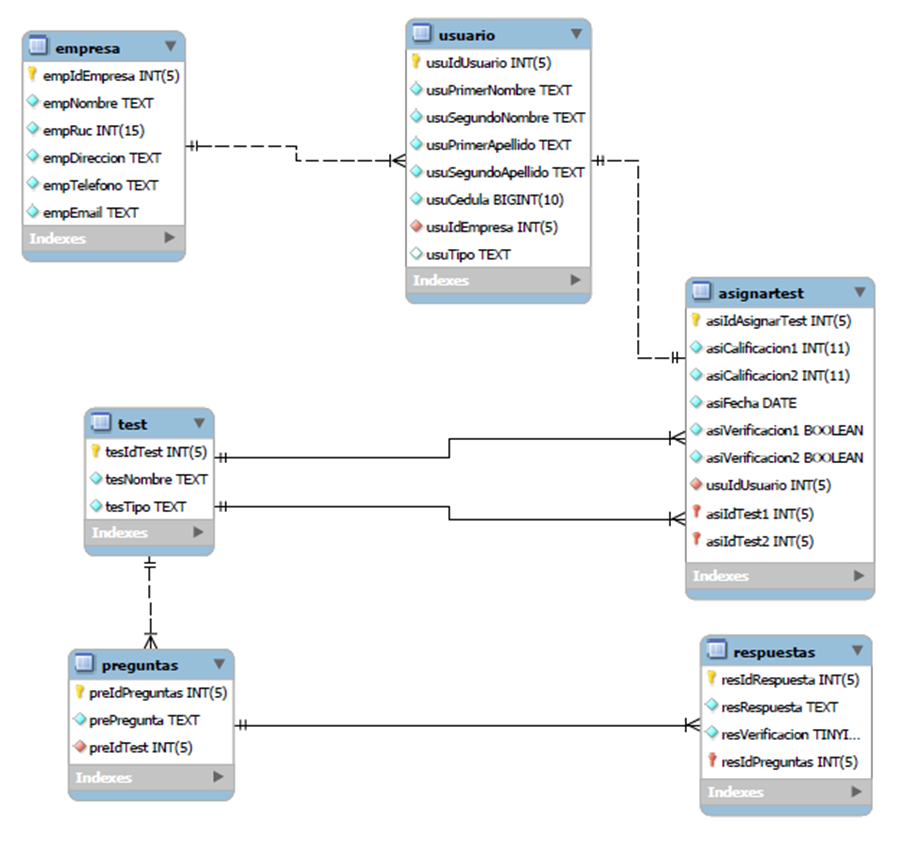 empresa
empIdEmpresa INT(5)
empNombre TEXT
empRuc INT(15)
empDireccion TEXT
empTelefono TEXT
empEmail TEXT
Indexes
usuario
usuIdUsuario INT(5)
usuPrimerNombre TEXT
usuSegundoNombre TEXT
usuPrimerApellido TEXT
usuSegundoApellido TEXT
usuCedula BIGINT(10)
usuIdEmpresa INT(5)
usuTipo TEXT
Indexes
asignartest
asiIdAsignarTest INT(5)
asiCalificacion1 INT(11)
asiCalificacion2 INT(11)
asiFecha DATE
asiVerificacion1 BOOLEAN
asiVerificacion2 BOOLEAN
usuIdUsuario INT(5)
asiIdTest1 INT(5)
asiIdTest2 INT(5)
Indexes
test
tesIdTest INT(5)
tesNombre TEXT
tesTipo TEXT
Indexes
preguntas
preIdPreguntas INT(5)
prePregunta TEXT
preIdTest INT(5)
Indexes
respuestas
resIdRespuesta INT(5)
resRespuesta TEXT
resVerificacion TINYI...
resIdPreguntas INT(5)
Indexes